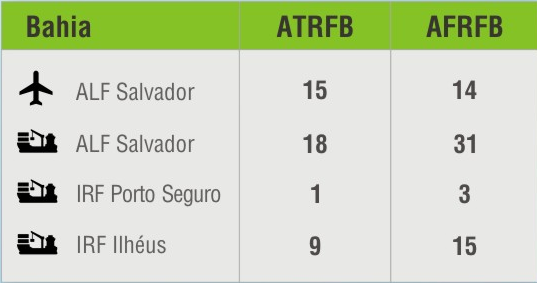 Bahia ATRFB AFRFB
ALF Salvador 15 14
ALF Salvador 18 31
IRF Porto Seguro 1 3
IRF Ilhéus 9 15